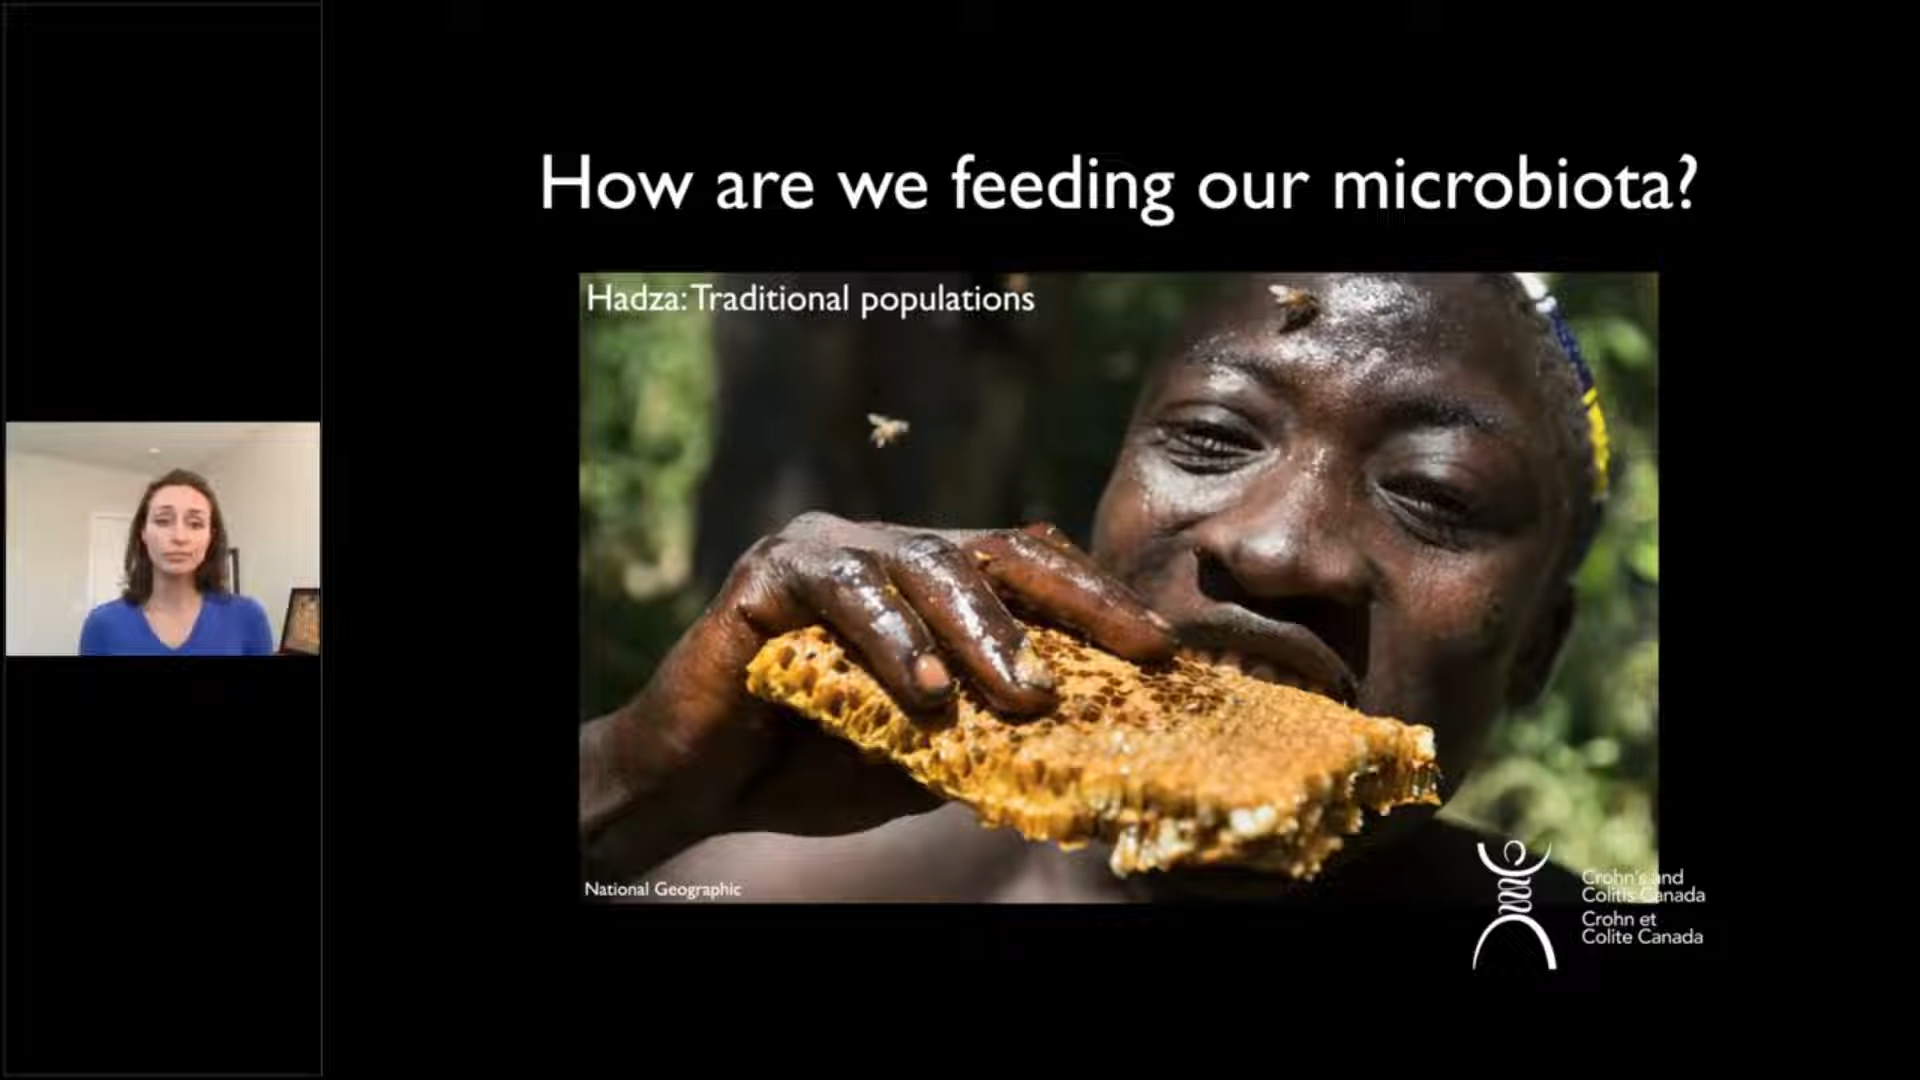 How are we feeding our microbiota?
Hadza: Traditional populations
National Geographic
Crohn's and
Colitis Canada
Crohn et
Colite Canada